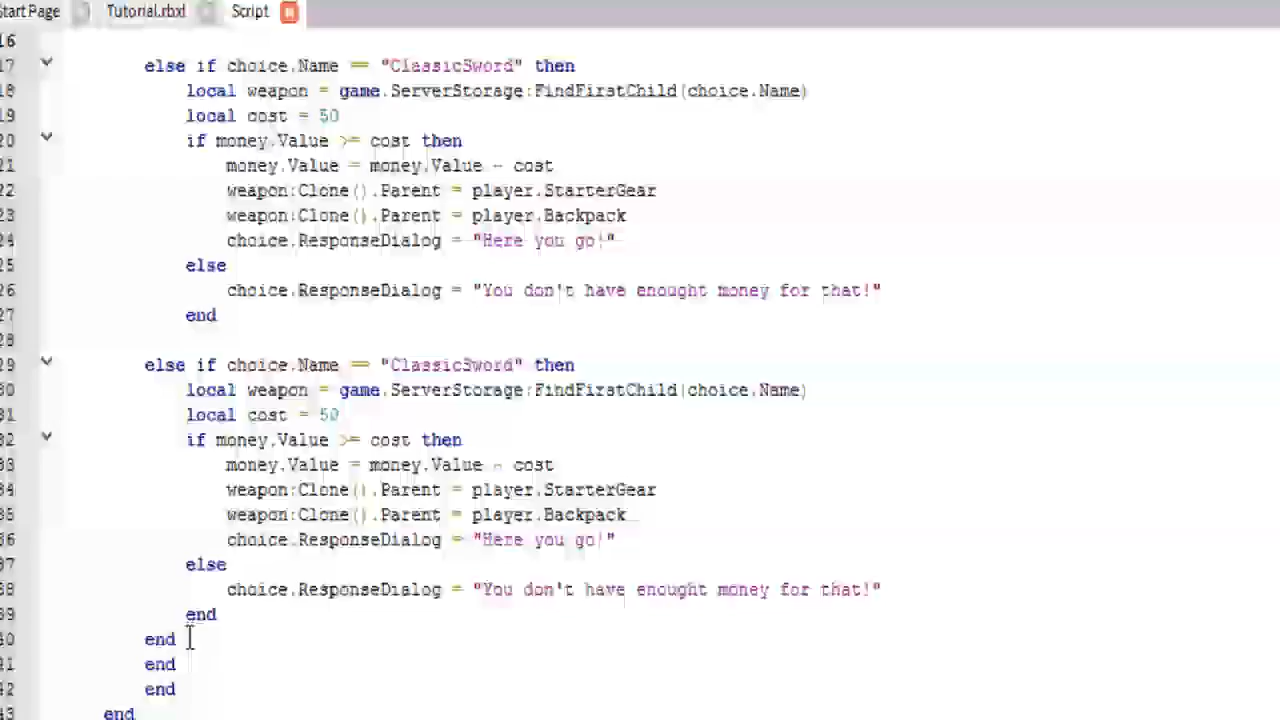 Start Page Tutorial.rbxl Script
16
17 else if choice.Name == "ClassicSword" then
18 local weapon = game.ServerStorage:FindFirstChild(choice.Name)
19 local cost = 50
20 if money.Value >= cost then
21 money.Value = money.Value - cost
22 weapon:Clone().Parent = player.StarterGear
23 weapon:Clone().Parent = player.Backpack
24 choice.ResponseDialog = "Here you go!"
25 else
26 choice.ResponseDialog = "You don't have enought money for that!"
27 end
28
29 else if choice.Name == "ClassicSword" then
30 local weapon = game.ServerStorage:FindFirstChild(choice.Name)
31 local cost = 50
32 if money.Value >= cost then
33 money.Value = money.Value - cost
34 weapon:Clone().Parent = player.StarterGear
35 weapon:Clone().Parent = player.Backpack
36 choice.ResponseDialog = "Here you go!"
37 else
38 choice.ResponseDialog = "You don't have enought money for that!"
39 end
40 end
41 end
42 end
43 end